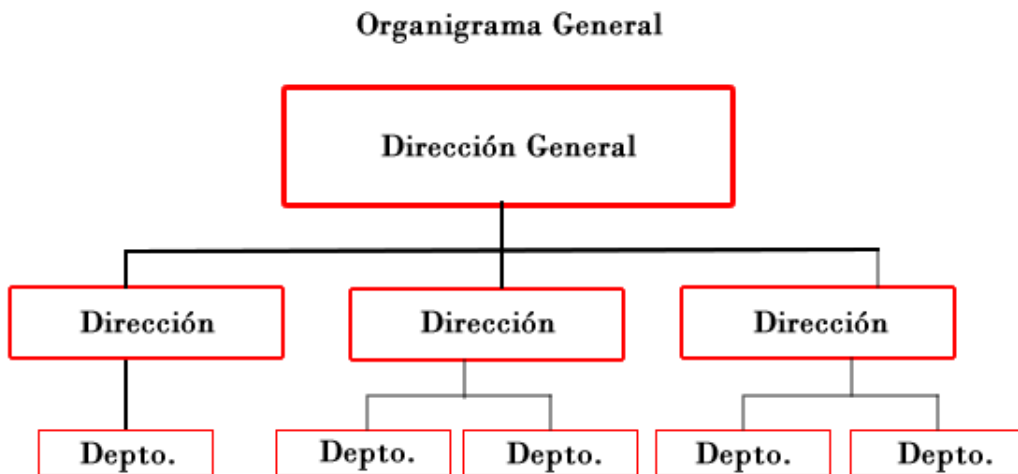 Organigrama General
Dirección General
Dirección
Dirección
Dirección
Depto.
Depto.
Depto.
Depto.
Depto.